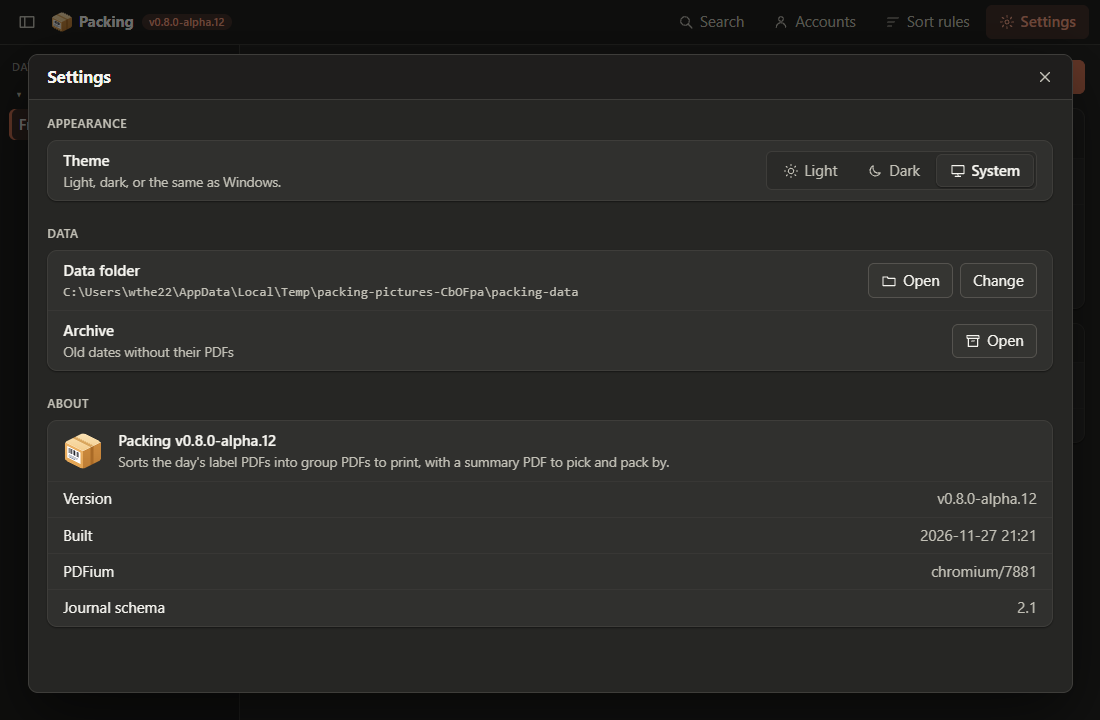 Packing v0.8.0-alpha.12
Search
Accounts
Sort rules
Settings
DA
Settings
APPEARANCE
Theme
Light, dark, or the same as Windows.
Light
Dark
System
DATA
Data folder
C:\Users\wthe22\AppData\Local\Temp\packing-pictures-CbOFpa\packing-data
Open
Change
Archive
Old dates without their PDFs
Open
ABOUT
Packing v0.8.0-alpha.12
Sorts the day's label PDFs into group PDFs to print, with a summary PDF to pick and pack by.
Version
v0.8.0-alpha.12
Built
2026-11-27 21:21
PDFium
chromium/7881
Journal schema
2.1